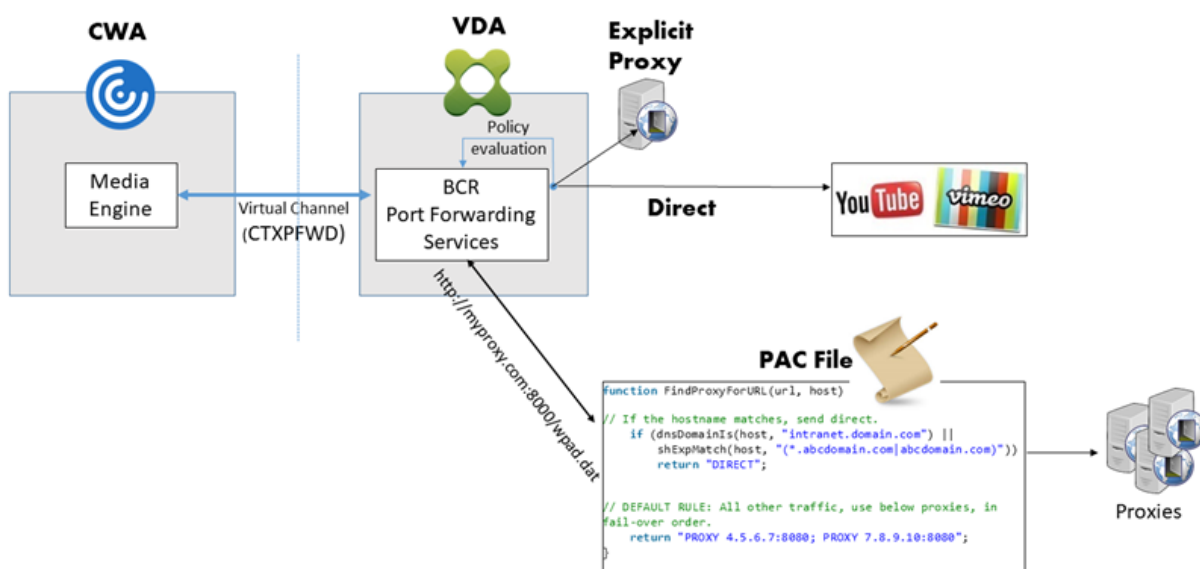 CWA
VDA
Explicit
Proxy
Policy
evaluation
Media
Engine
Virtual Channel
(CTXPFWD)
BCR
Port Forwarding
Services
Direct
YouTube
vimeo
http://myproxy.com:8000/wpad.dat
PAC File
function FindProxyForURL(url, host)
// If the hostname matches, send direct.
if (dnsDomainIs(host, "intranet.domain.com") ||
shExpMatch(host, "(*.abcdomain.com|abcdomain.com)"))
return "DIRECT";
// DEFAULT RULE: All other traffic, use below proxies, in
fail-over order.
return "PROXY 4.5.6.7:8080; PROXY 7.8.9.10:8080";
}
Proxies